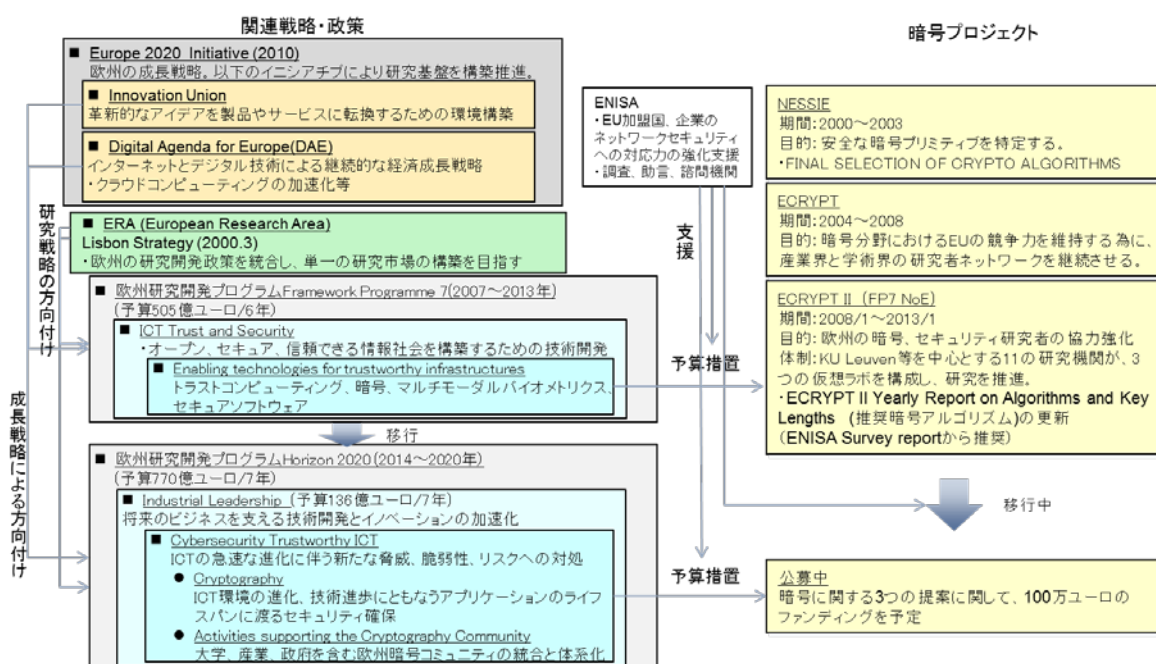 関連戦略・政策
■ Europe 2020 Initiative (2010)
欧州の成長戦略。以下のイニシアチブにより研究基盤を構築推進。
■ Innovation Union
革新的なアイデアを製品やサービスに転換するための環境構築
■ Digital Agenda for Europe(DAE)
インターネットとデジタル技術による継続的な経済成長戦略
・クラウドコンピューティングの加速化等
■ ERA (European Research Area)
Lisbon Strategy (2000.3)
・欧州の研究開発政策を統合し、単一の研究市場の構築を目指す
■ 欧州研究開発プログラムFramework Programme 7(2007～2013年)
(予算505億ユーロ/6年)
■ ICT Trust and Security
・オープン、セキュア、信頼できる情報社会を構築するための技術開発
■ Enabling technologies for trustworthy infrastructures
トラストコンピューティング、暗号、マルチモーダルバイオメトリクス、
セキュアソフトウェア
移行
■ 欧州研究開発プログラムHorizon 2020(2014～2020年)
(予算770億ユーロ/7年)
■ Industrial Leadership (予算136億ユーロ/7年)
将来のビジネスを支える技術開発とイノベーションの加速化
■ Cybersecurity Trustworthy ICT
ICTの急速な進化に伴う新たな脅威、脆弱性、リスクへの対処
● Cryptography
ICT環境の進化、技術進歩にともなうアプリケーションのライフ
スパンに渡るセキュリティ確保
● Activities supporting the Cryptography Community
大学、産業、政府を含む欧州暗号コミュニティの統合と体系化
研究戦略の方向付け
成長戦略による方向付け
ENISA
・EU加盟国、企業の
ネットワークセキュリティ
への対応力の強化支援
・調査、助言、諮問機関
支援
予算措置
予算措置
暗号プロジェクト
NESSIE
期間:2000～2003
目的:安全な暗号プリミティブを特定する。
・FINAL SELECTION OF CRYPTO ALGORITHMS
ECRYPT
期間:2004～2008
目的:暗号分野におけるEUの競争力を維持する為に、
産業界と学術界の研究者ネットワークを継続させる。
ECRYPT II (FP7 NoE)
期間:2008/1～2013/1
目的:欧州の暗号、セキュリティ研究者の協力強化
体制:KU Leuven等を中心とする11の研究機関が、3
つの仮想ラボを構成し、研究を推進。
・ECRYPT II Yearly Report on Algorithms and Key
Lengths (推奨暗号アルゴリズム)の更新
(ENISA Survey reportから推奨)
移行中
公募中
暗号に関する3つの提案に関して、100万ユーロの
ファンディングを予定